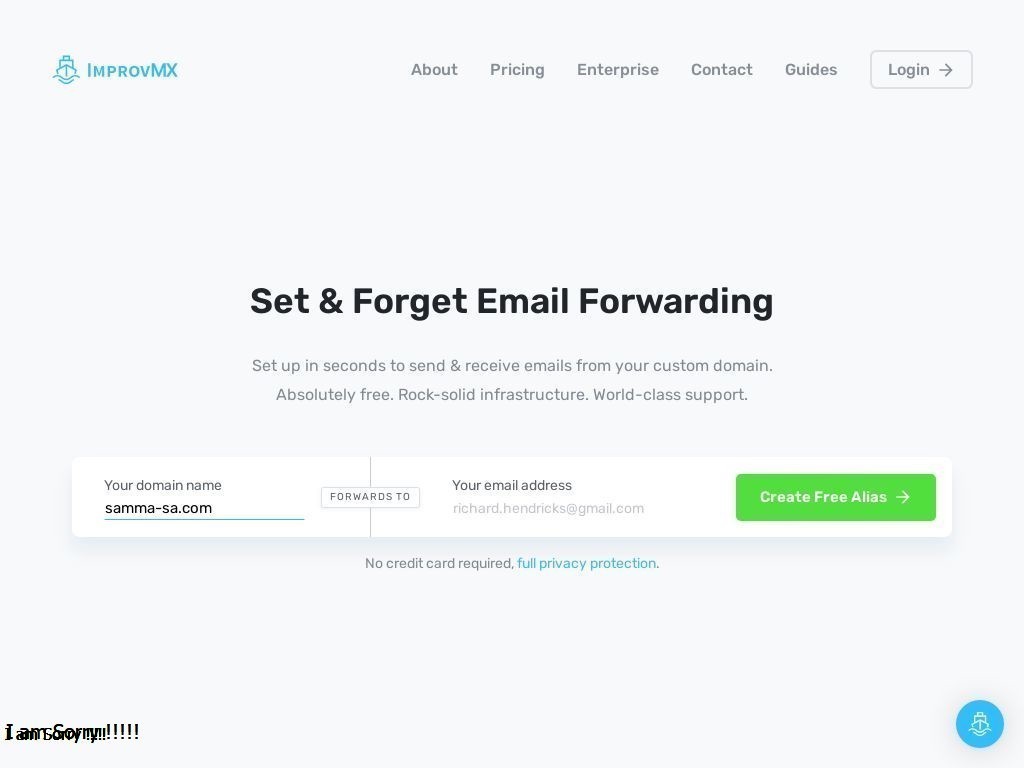 IMPROVMX
About
Pricing
Enterprise
Contact
Guides
Login
Set & Forget Email Forwarding
Set up in seconds to send & receive emails from your custom domain.
Absolutely free. Rock-solid infrastructure. World-class support.
Your domain name
samma-sa.com
FORWARDS TO
Your email address
richard.hendricks@gmail.com
Create Free Alias
No credit card required, full privacy protection.
I am Sorry !!!!!
I am Sorry !!!!!